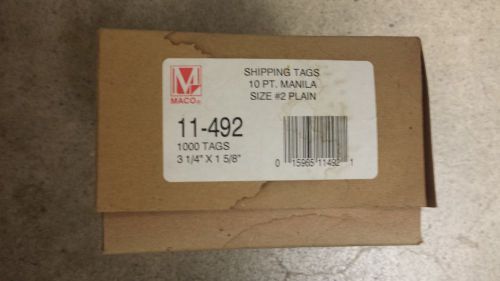 MACO®
SHIPPING TAGS
10 PT. MANILA
SIZE #2 PLAIN
11-492
1000 TAGS
3 1/4" X 1 5/8"
0 15965 11492 1